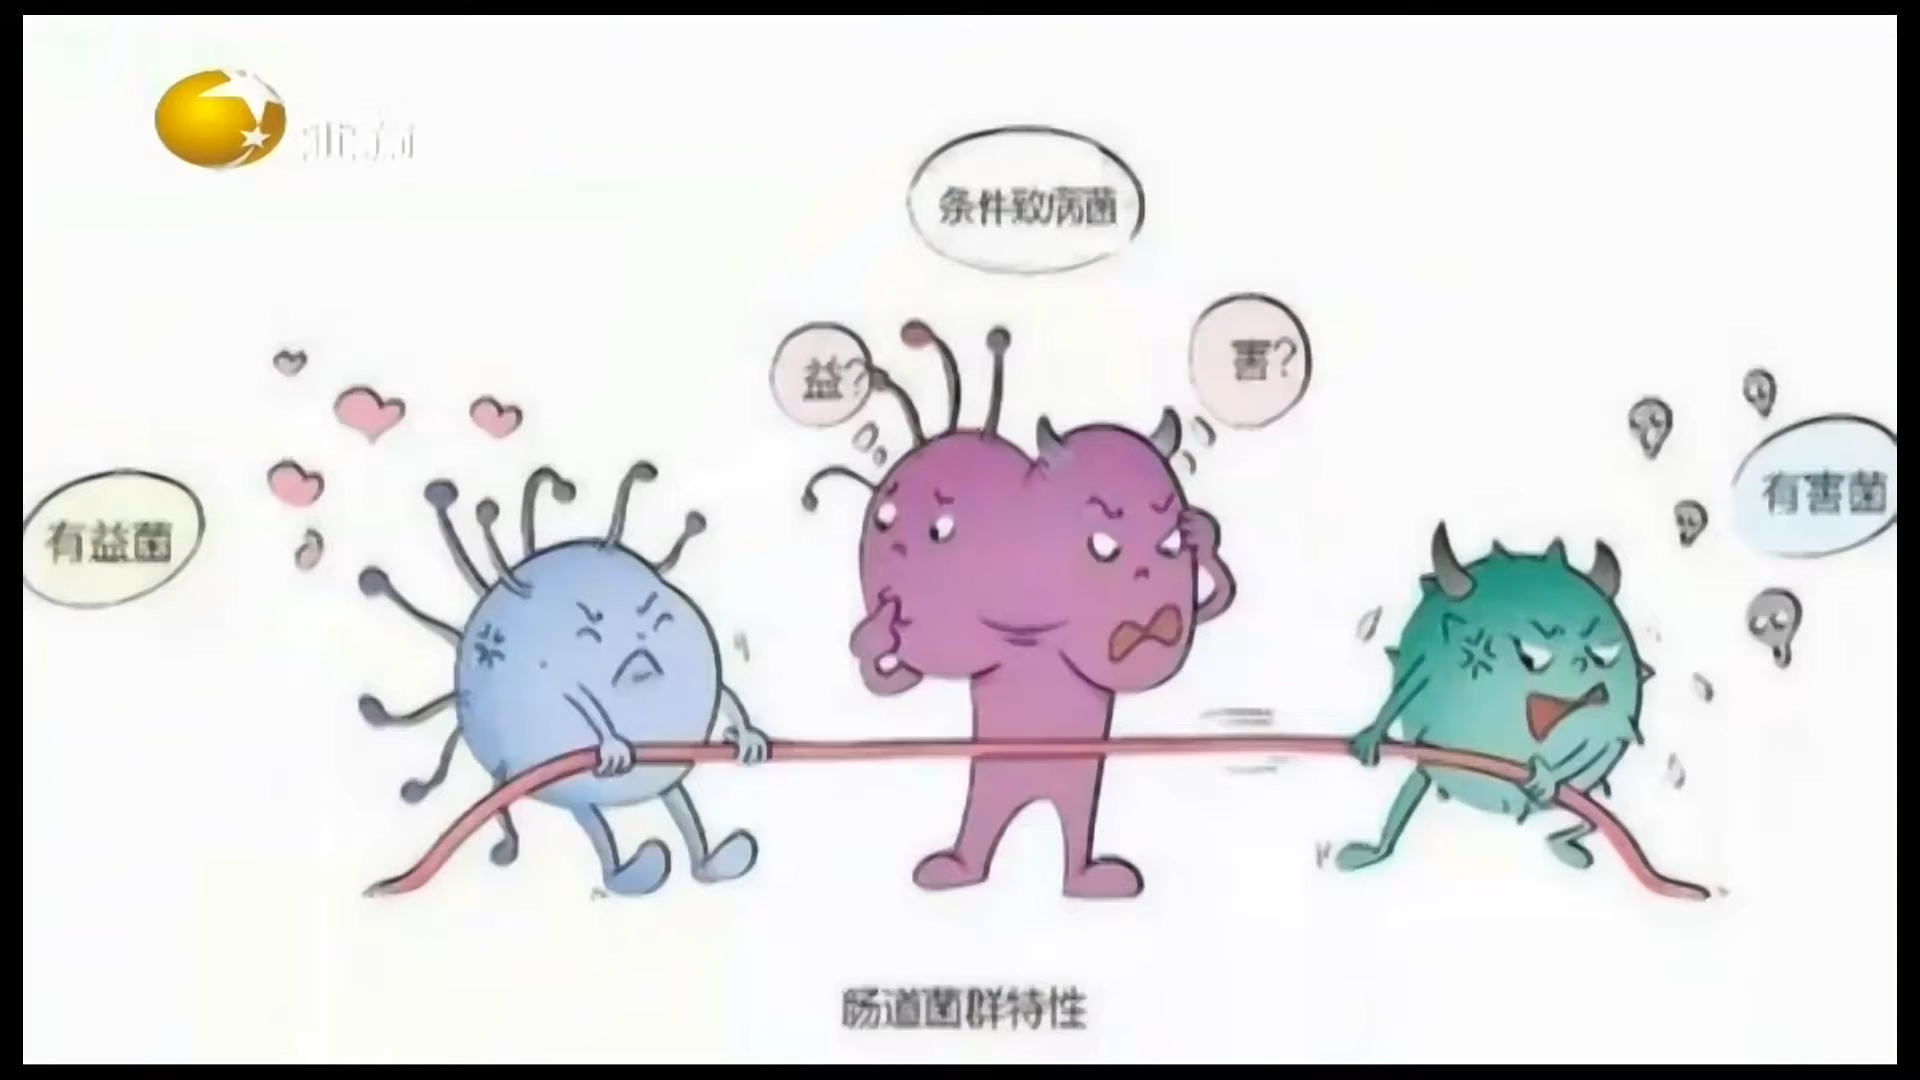 条件致病菌
益?
害?
有益菌
有害菌
肠道菌群特性